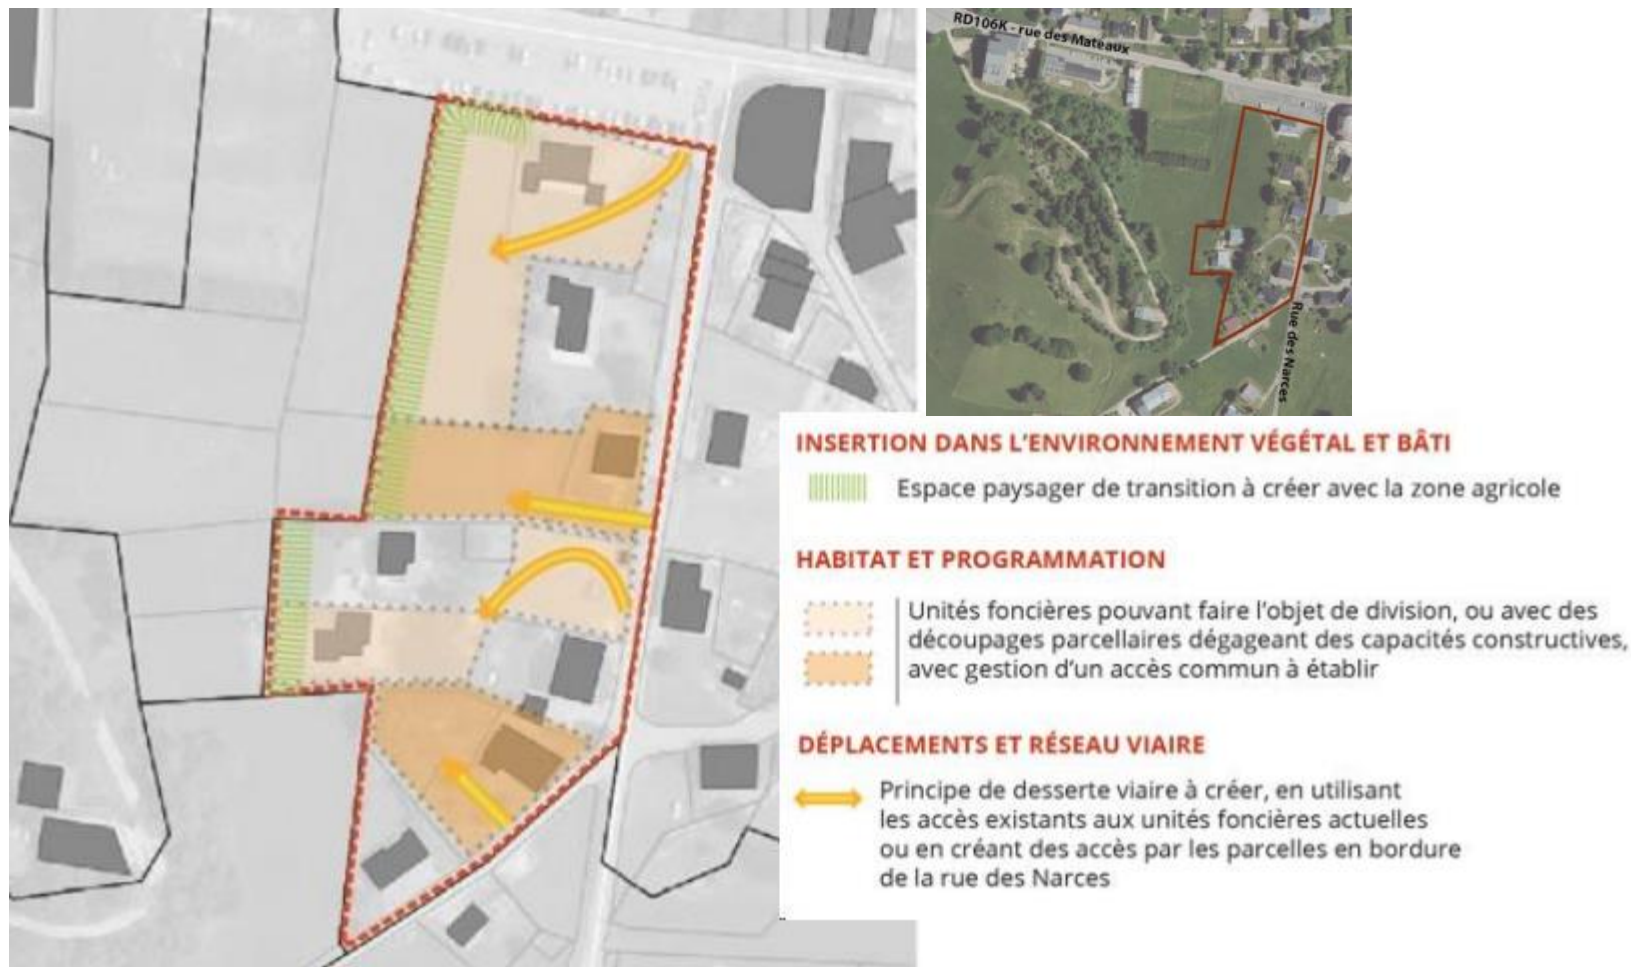 RD106K - rue des Mateaux
Rue des Narces
INSERTION DANS L'ENVIRONNEMENT VÉGÉTAL ET BÂTI
Espace paysager de transition à créer avec la zone agricole
HABITAT ET PROGRAMMATION
Unités foncières pouvant faire l'objet de division, ou avec des
découpages parcellaires dégageant des capacités constructives,
avec gestion d'un accès commun à établir
DÉPLACEMENTS ET RÉSEAU VIAIRE
Principe de desserte viaire à créer, en utilisant
les accès existants aux unités foncières actuelles
ou en créant des accès par les parcelles en bordure
de la rue des Narces